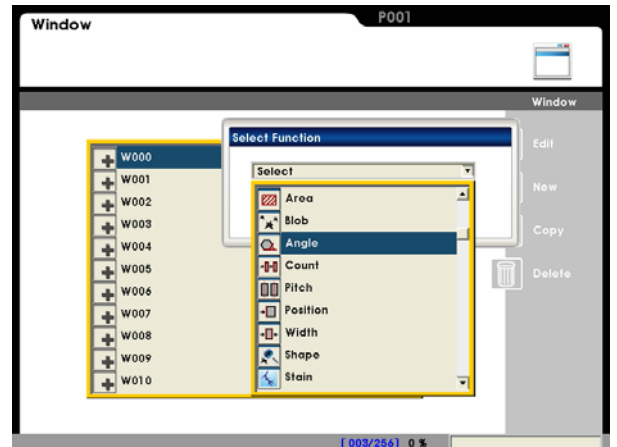 Window
P001
Window
Select Function
Edit
New
Copy
Delete
W000
W001
W002
W003
W004
W005
W006
W007
W008
W009
W010
Select
Area
Blob
Angle
Count
Pitch
Position
Width
Shape
Stain
[003/256] 0 %